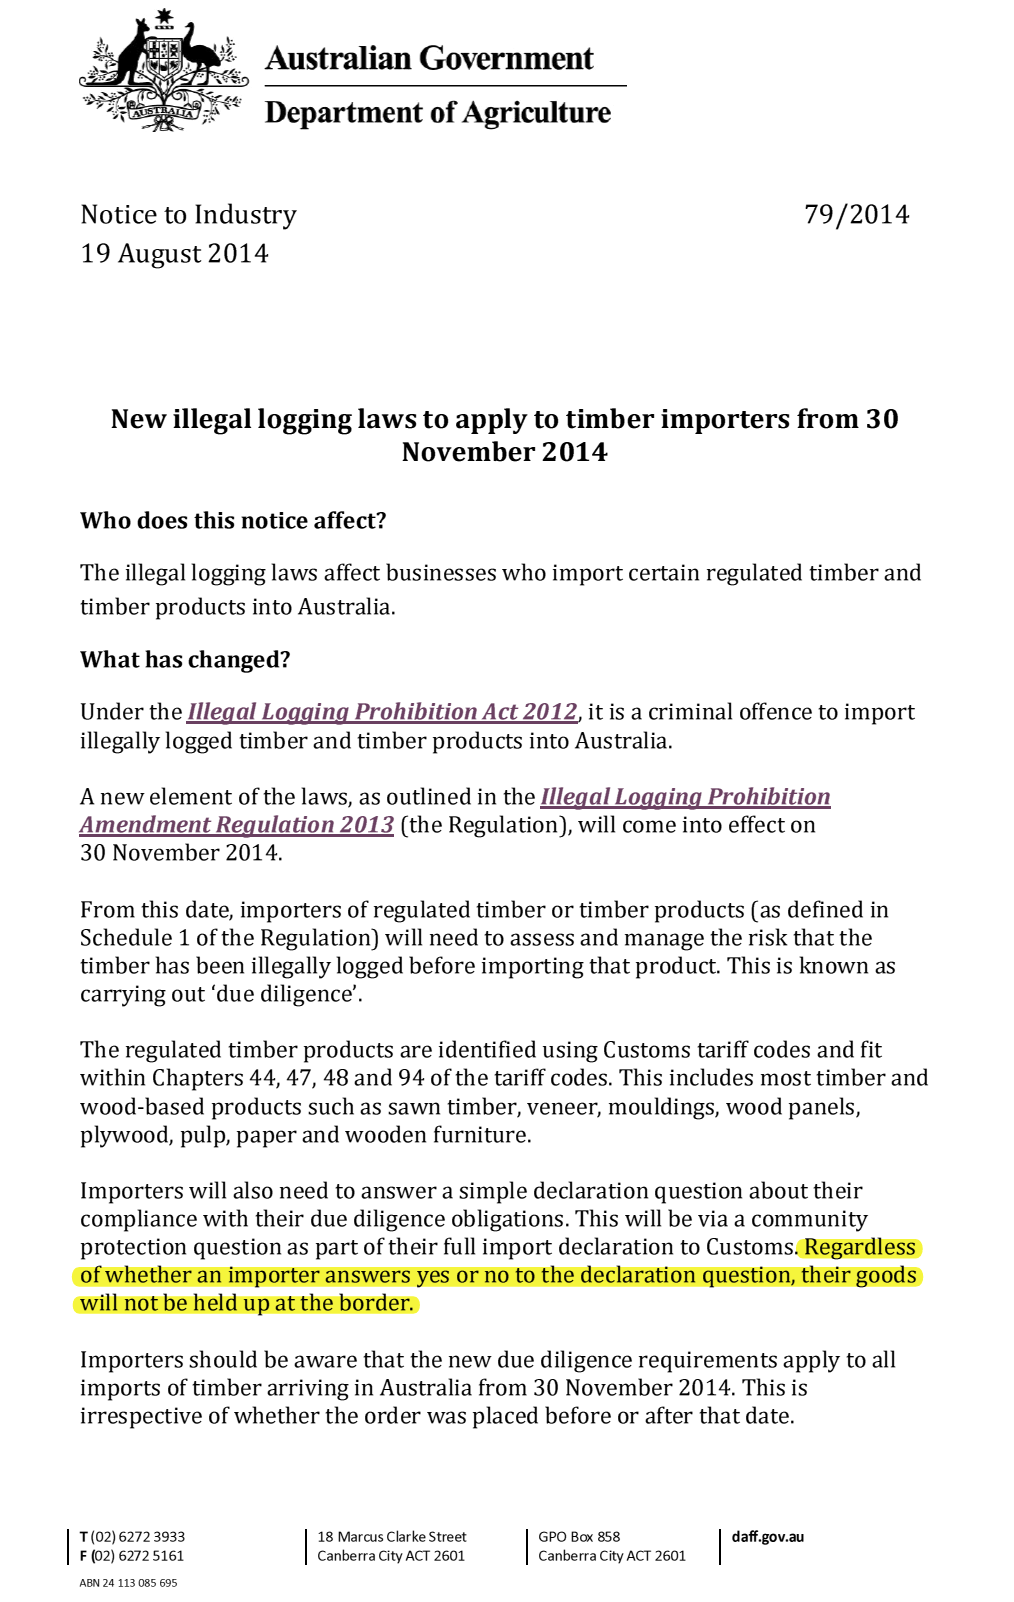 AUSTRALIA
Australian Government
Department of Agriculture
Notice to Industry 79/2014
19 August 2014
New illegal logging laws to apply to timber importers from 30
November 2014
Who does this notice affect?
The illegal logging laws affect businesses who import certain regulated timber and
timber products into Australia.
What has changed?
Under the Illegal Logging Prohibition Act 2012, it is a criminal offence to import
illegally logged timber and timber products into Australia.
A new element of the laws, as outlined in the Illegal Logging Prohibition
Amendment Regulation 2013 (the Regulation), will come into effect on
30 November 2014.
From this date, importers of regulated timber or timber products (as defined in
Schedule 1 of the Regulation) will need to assess and manage the risk that the
timber has been illegally logged before importing that product. This is known as
carrying out ‘due diligence’.
The regulated timber products are identified using Customs tariff codes and fit
within Chapters 44, 47, 48 and 94 of the tariff codes. This includes most timber and
wood-based products such as sawn timber, veneer, mouldings, wood panels,
plywood, pulp, paper and wooden furniture.
Importers will also need to answer a simple declaration question about their
compliance with their due diligence obligations. This will be via a community
protection question as part of their full import declaration to Customs. Regardless
of whether an importer answers yes or no to the declaration question, their goods
will not be held up at the border.
Importers should be aware that the new due diligence requirements apply to all
imports of timber arriving in Australia from 30 November 2014. This is
irrespective of whether the order was placed before or after that date.
T (02) 6272 3933 18 Marcus Clarke Street GPO Box 858 daff.gov.au
F (02) 6272 5161 Canberra City ACT 2601 Canberra City ACT 2601
ABN 24 113 085 695